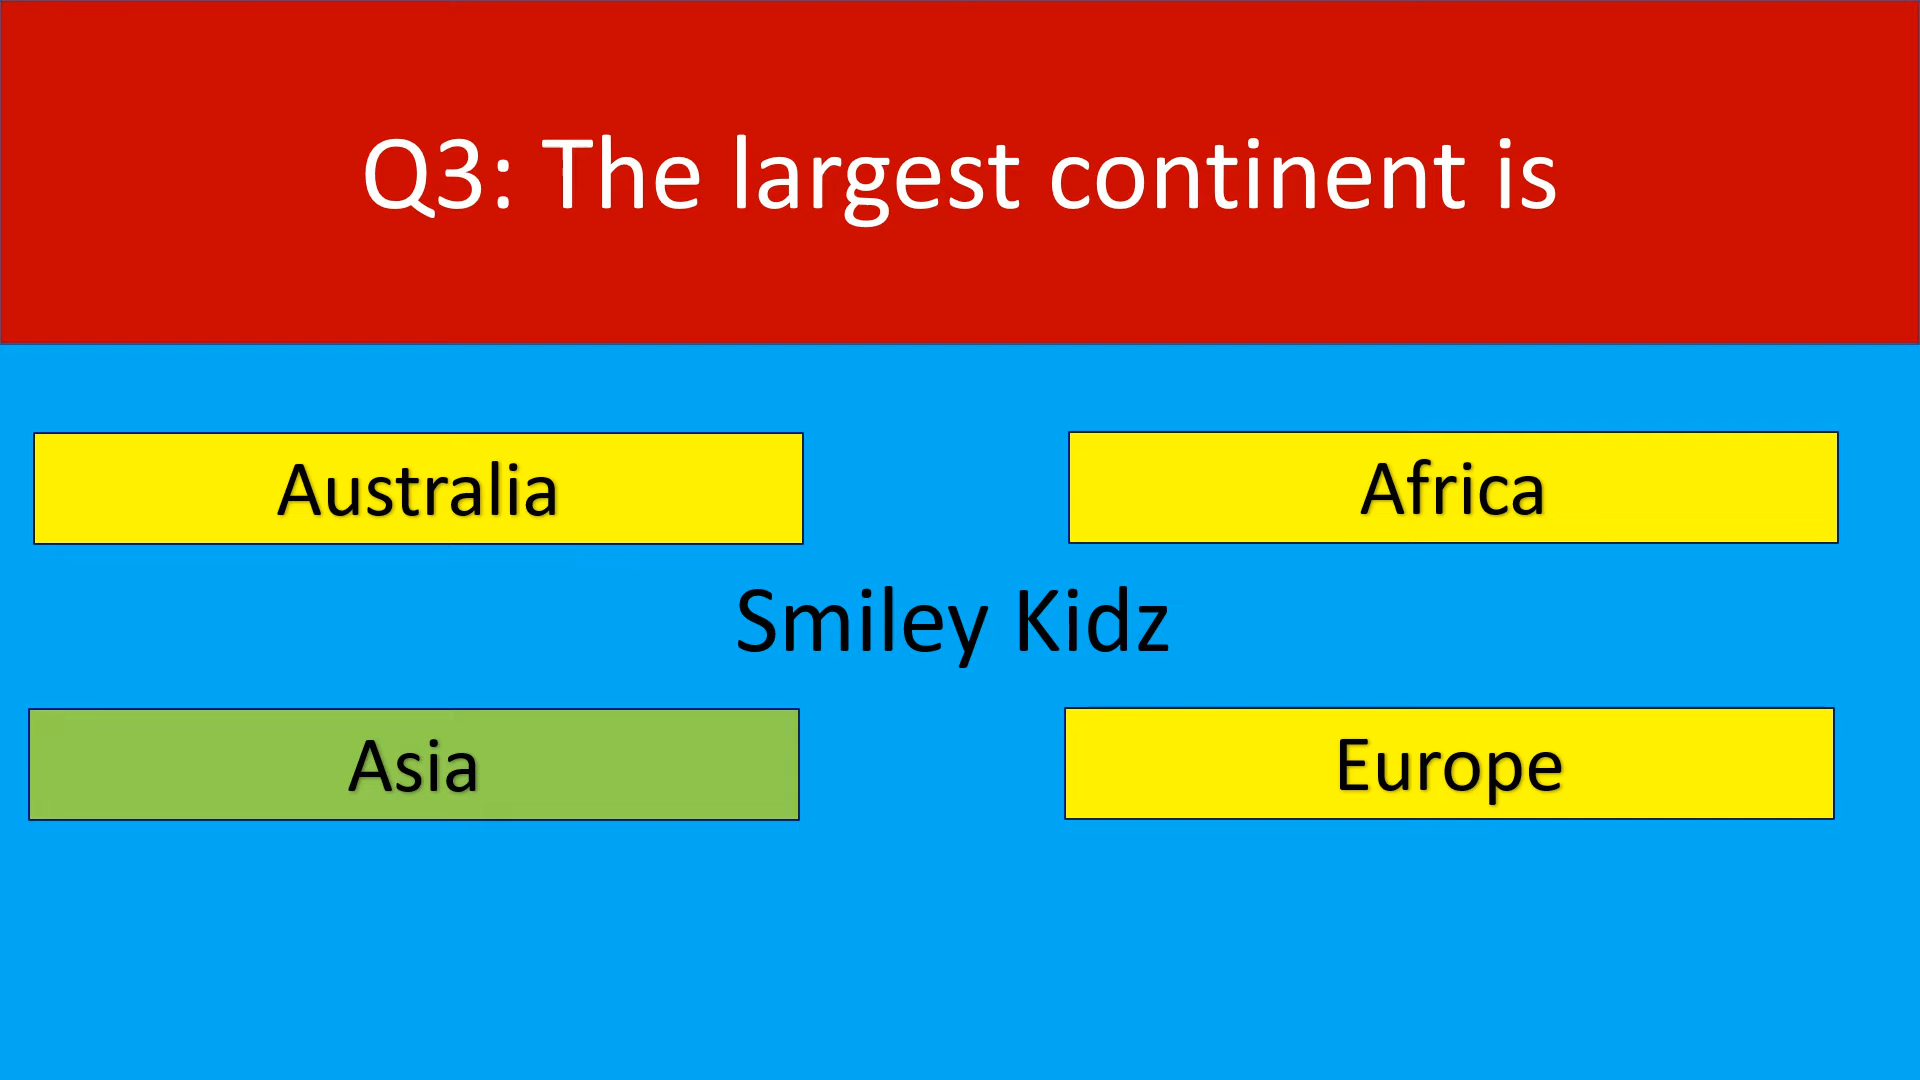 Q3: The largest continent is
Australia
Africa
Smiley Kidz
Asia
Europe